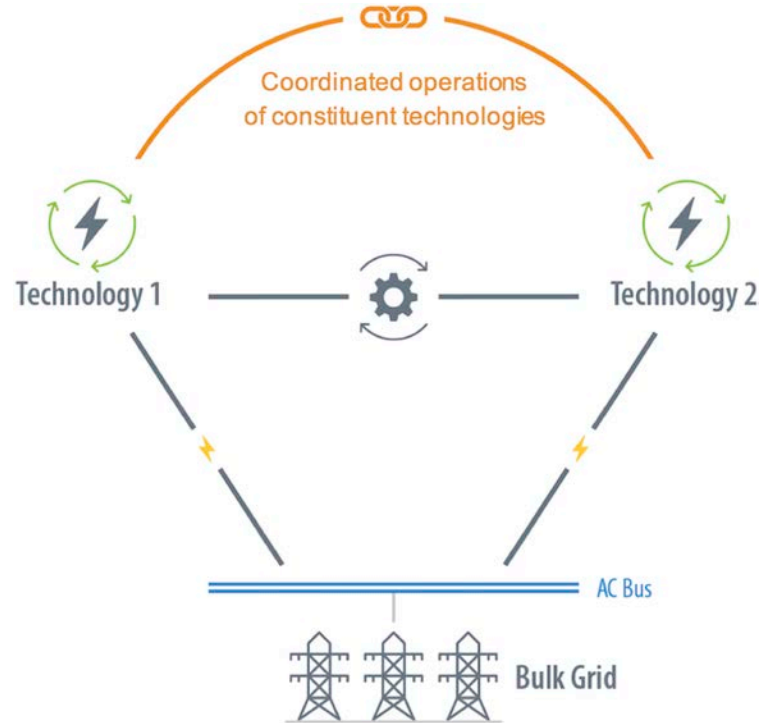 Coordinated operations
of constituent technologies
Technology 1
Technology 2
AC Bus
Bulk Grid